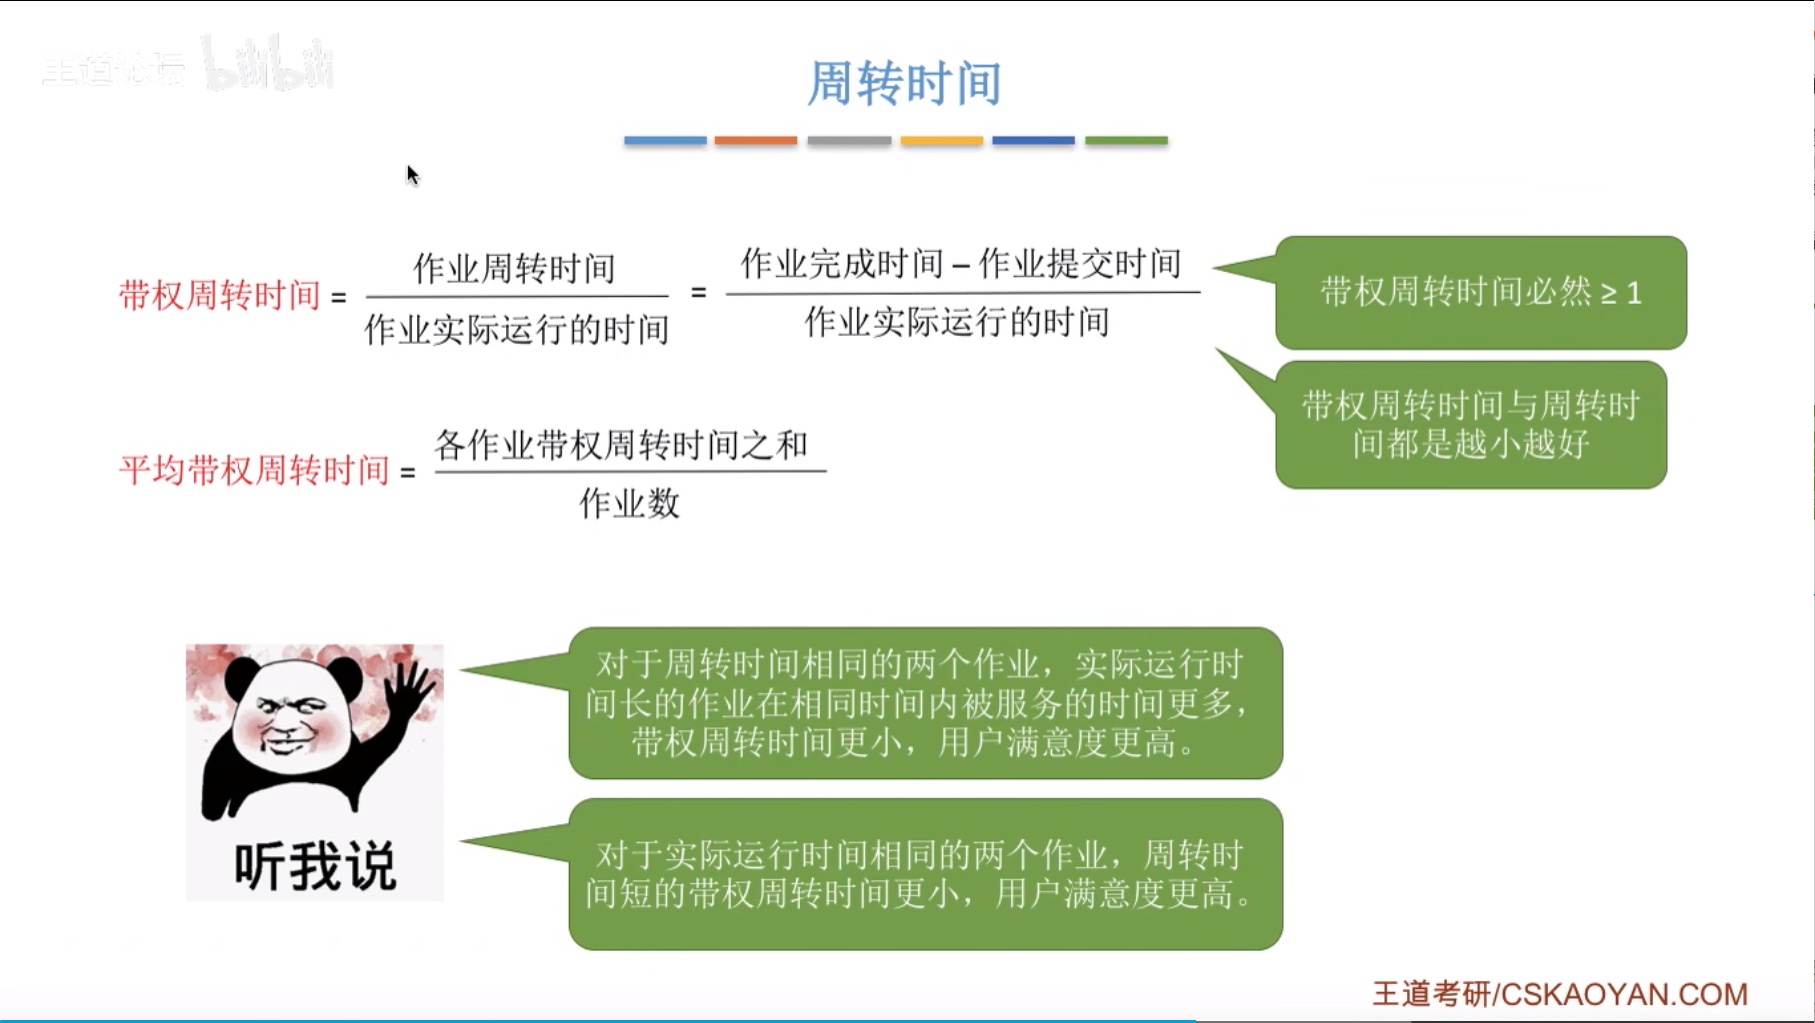 王道论坛 bilibili
周转时间
带权周转时间 = 作业周转时间 / 作业实际运行的时间 = 作业完成时间 – 作业提交时间 / 作业实际运行的时间
带权周转时间必然 ≥ 1
带权周转时间与周转时
间都是越小越好
平均带权周转时间 = 各作业带权周转时间之和 / 作业数
对于周转时间相同的两个作业，实际运行时
间长的作业在相同时间内被服务的时间更多，
带权周转时间更小，用户满意度更高。
听我说
对于实际运行时间相同的两个作业，周转时
间短的带权周转时间更小，用户满意度更高。
王道考研/CSKAOYAN.COM